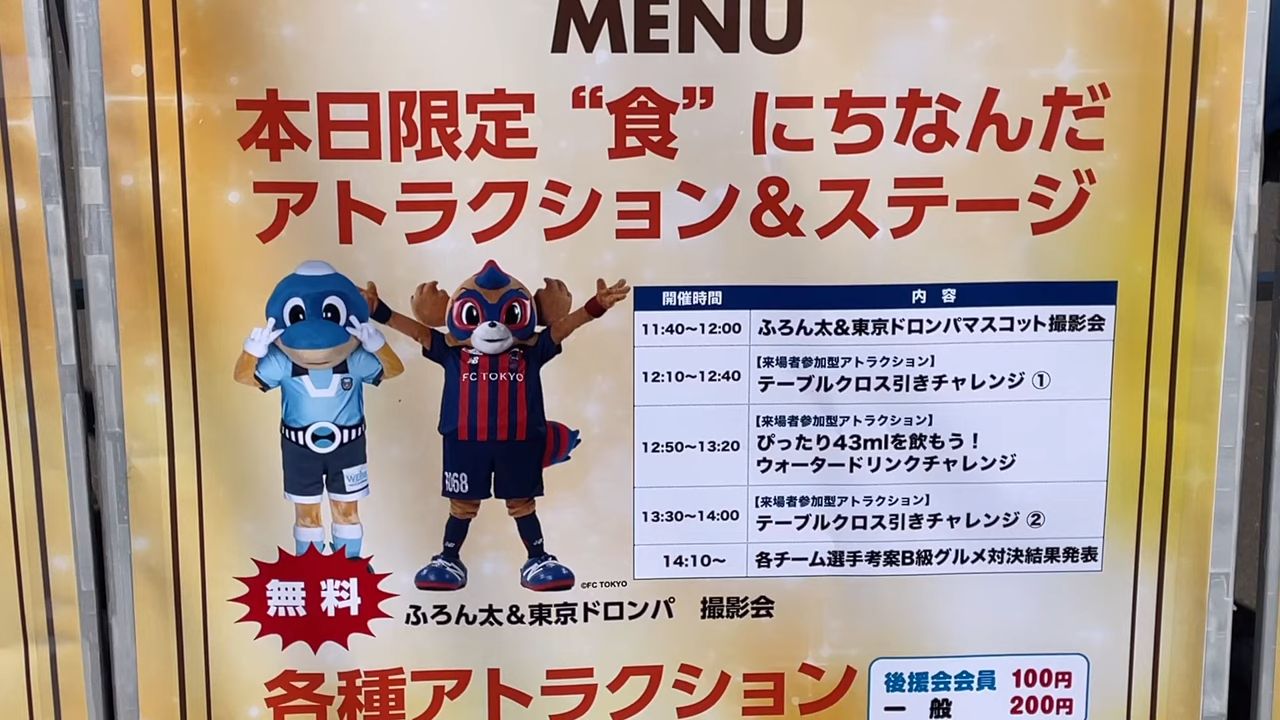 MENU
本日限定 “食” にちなんだ
アトラクション＆ステージ
開催時間 内 容
11:40〜12:00 ふろん太＆東京ドロンパマスコット撮影会
【来場者参加型アトラクション】
12:10〜12:40 テーブルクロス引きチャレンジ ①
【来場者参加型アトラクション】
12:50〜13:20 ぴったり43mlを飲もう！
ウォータードリンクチャレンジ
【来場者参加型アトラクション】
13:30〜14:00 テーブルクロス引きチャレンジ ②
14:10〜 各チーム選手考案B級グルメ対決結果発表
FC TOKYO
©FC TOKYO
無料
ふろん太＆東京ドロンパ 撮影会
各種アトラクション
後援会会員 100円
一 般 200円